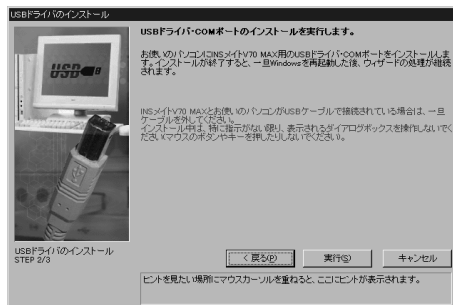 USBドライバのインストール
USBドライバ・COMポートのインストールを実行します。
お使いのパソコンにINSメイトV70 MAX用のUSBドライバ・COMポートをインストールしま
す。インストールが終了すると、一旦Windowsを再起動した後、ウィザードの処理が継続
されます。
INSメイトV70 MAXとお使いのパソコンがUSBケーブルで接続されている場合は、一旦
ケーブルを外してください。
インストール中は、特に指示がない限り、表示されるダイアログボックスを操作しないでく
ださい(マウスのボタンやキーを押したりしないでください)。
USB
USBドライバのインストール
STEP 2/3
< 戻る(P)
実行(S)
キャンセル
ヒントを見たい場所にマウスカーソルを重ねると、ここにヒントが表示されます。